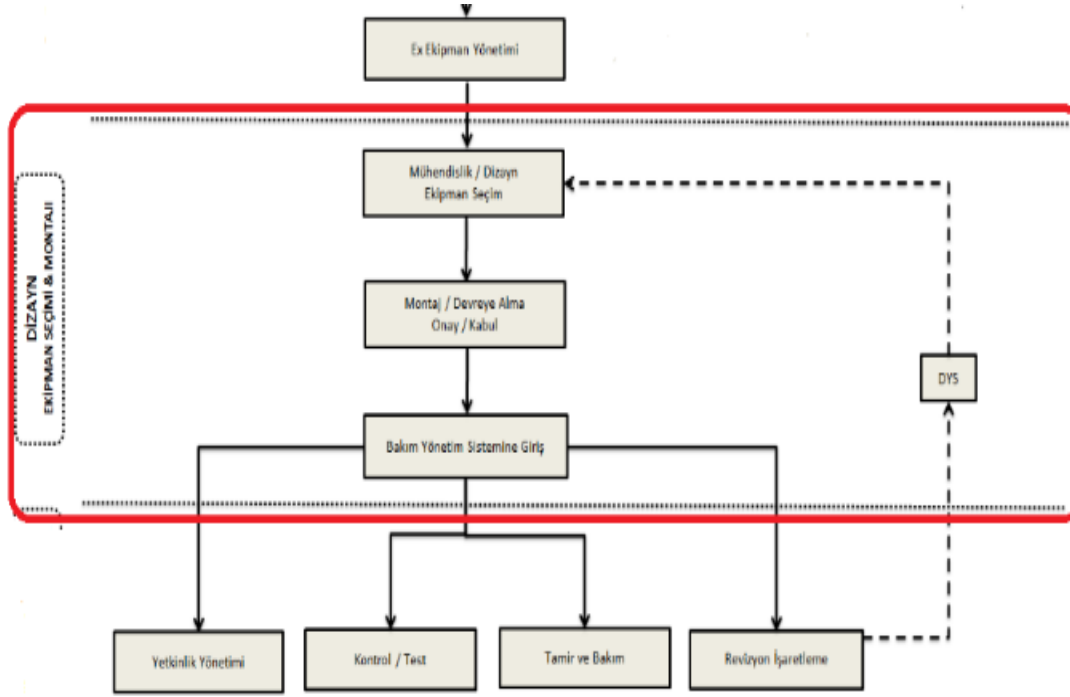 Ex Ekipman Yönetimi
DİZAYN
EKİPMAN SEÇİMİ & MONTAJI
Mühendislik / Dizayn
Ekipman Seçim
Montaj / Devreye Alma
Onay / Kabul
DYS
Bakım Yönetim Sistemine Giriş
Yetkinlik Yönetimi
Kontrol / Test
Tamir ve Bakım
Revizyon İşaretleme